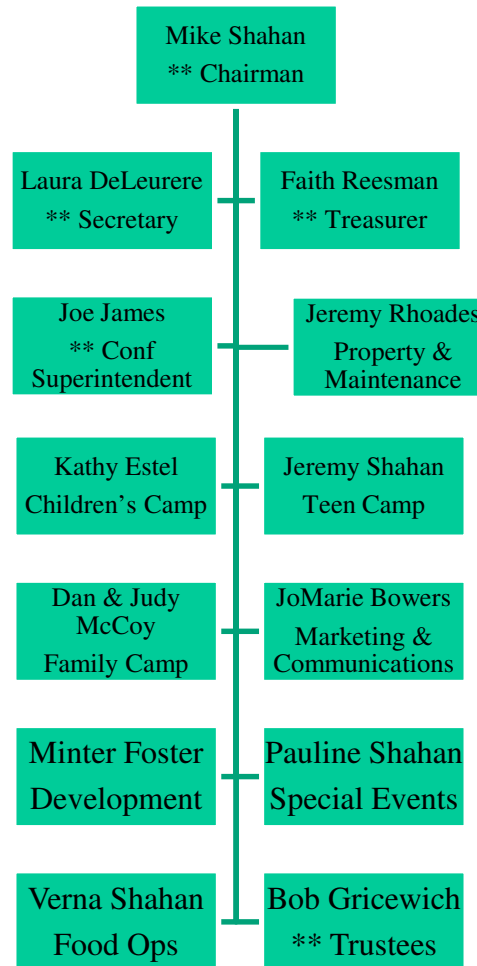 Mike Shahan
** Chairman
Laura DeLeurere
** Secretary
Faith Reesman
** Treasurer
Joe James
** Conf
Superintendent
Jeremy Rhoades
Property &
Maintenance
Kathy Estel
Children’s Camp
Jeremy Shahan
Teen Camp
Dan & Judy
McCoy
Family Camp
JoMarie Bowers
Marketing &
Communications
Minter Foster
Development
Pauline Shahan
Special Events
Verna Shahan
Food Ops
Bob Gricewich
** Trustees